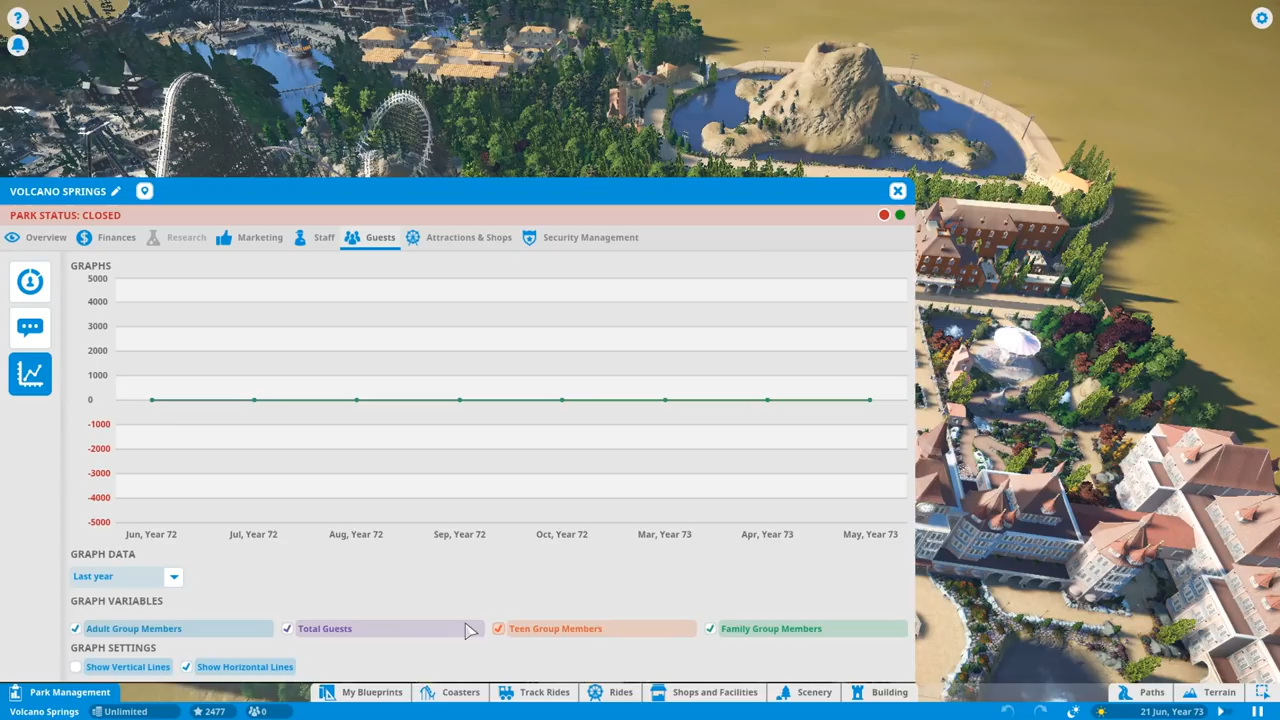 ?
VOLCANO SPRINGS
PARK STATUS: CLOSED
Overview Finances Research Marketing Staff Guests Attractions & Shops Security Management
GRAPHS
5000
4000
3000
2000
1000
0
-1000
-2000
-3000
-4000
-5000
Jun, Year 72 Jul, Year 72 Aug, Year 72 Sep, Year 72 Oct, Year 72 Mar, Year 73 Apr, Year 73 May, Year 73
GRAPH DATA
Last year
GRAPH VARIABLES
Adult Group Members Total Guests Teen Group Members Family Group Members
GRAPH SETTINGS
Show Vertical Lines Show Horizontal Lines
Park Management My Blueprints Coasters Track Rides Rides Shops and Facilities Scenery Building Paths Terrain
Volcano Springs Unlimited 2477 0 21 Jun, Year 73